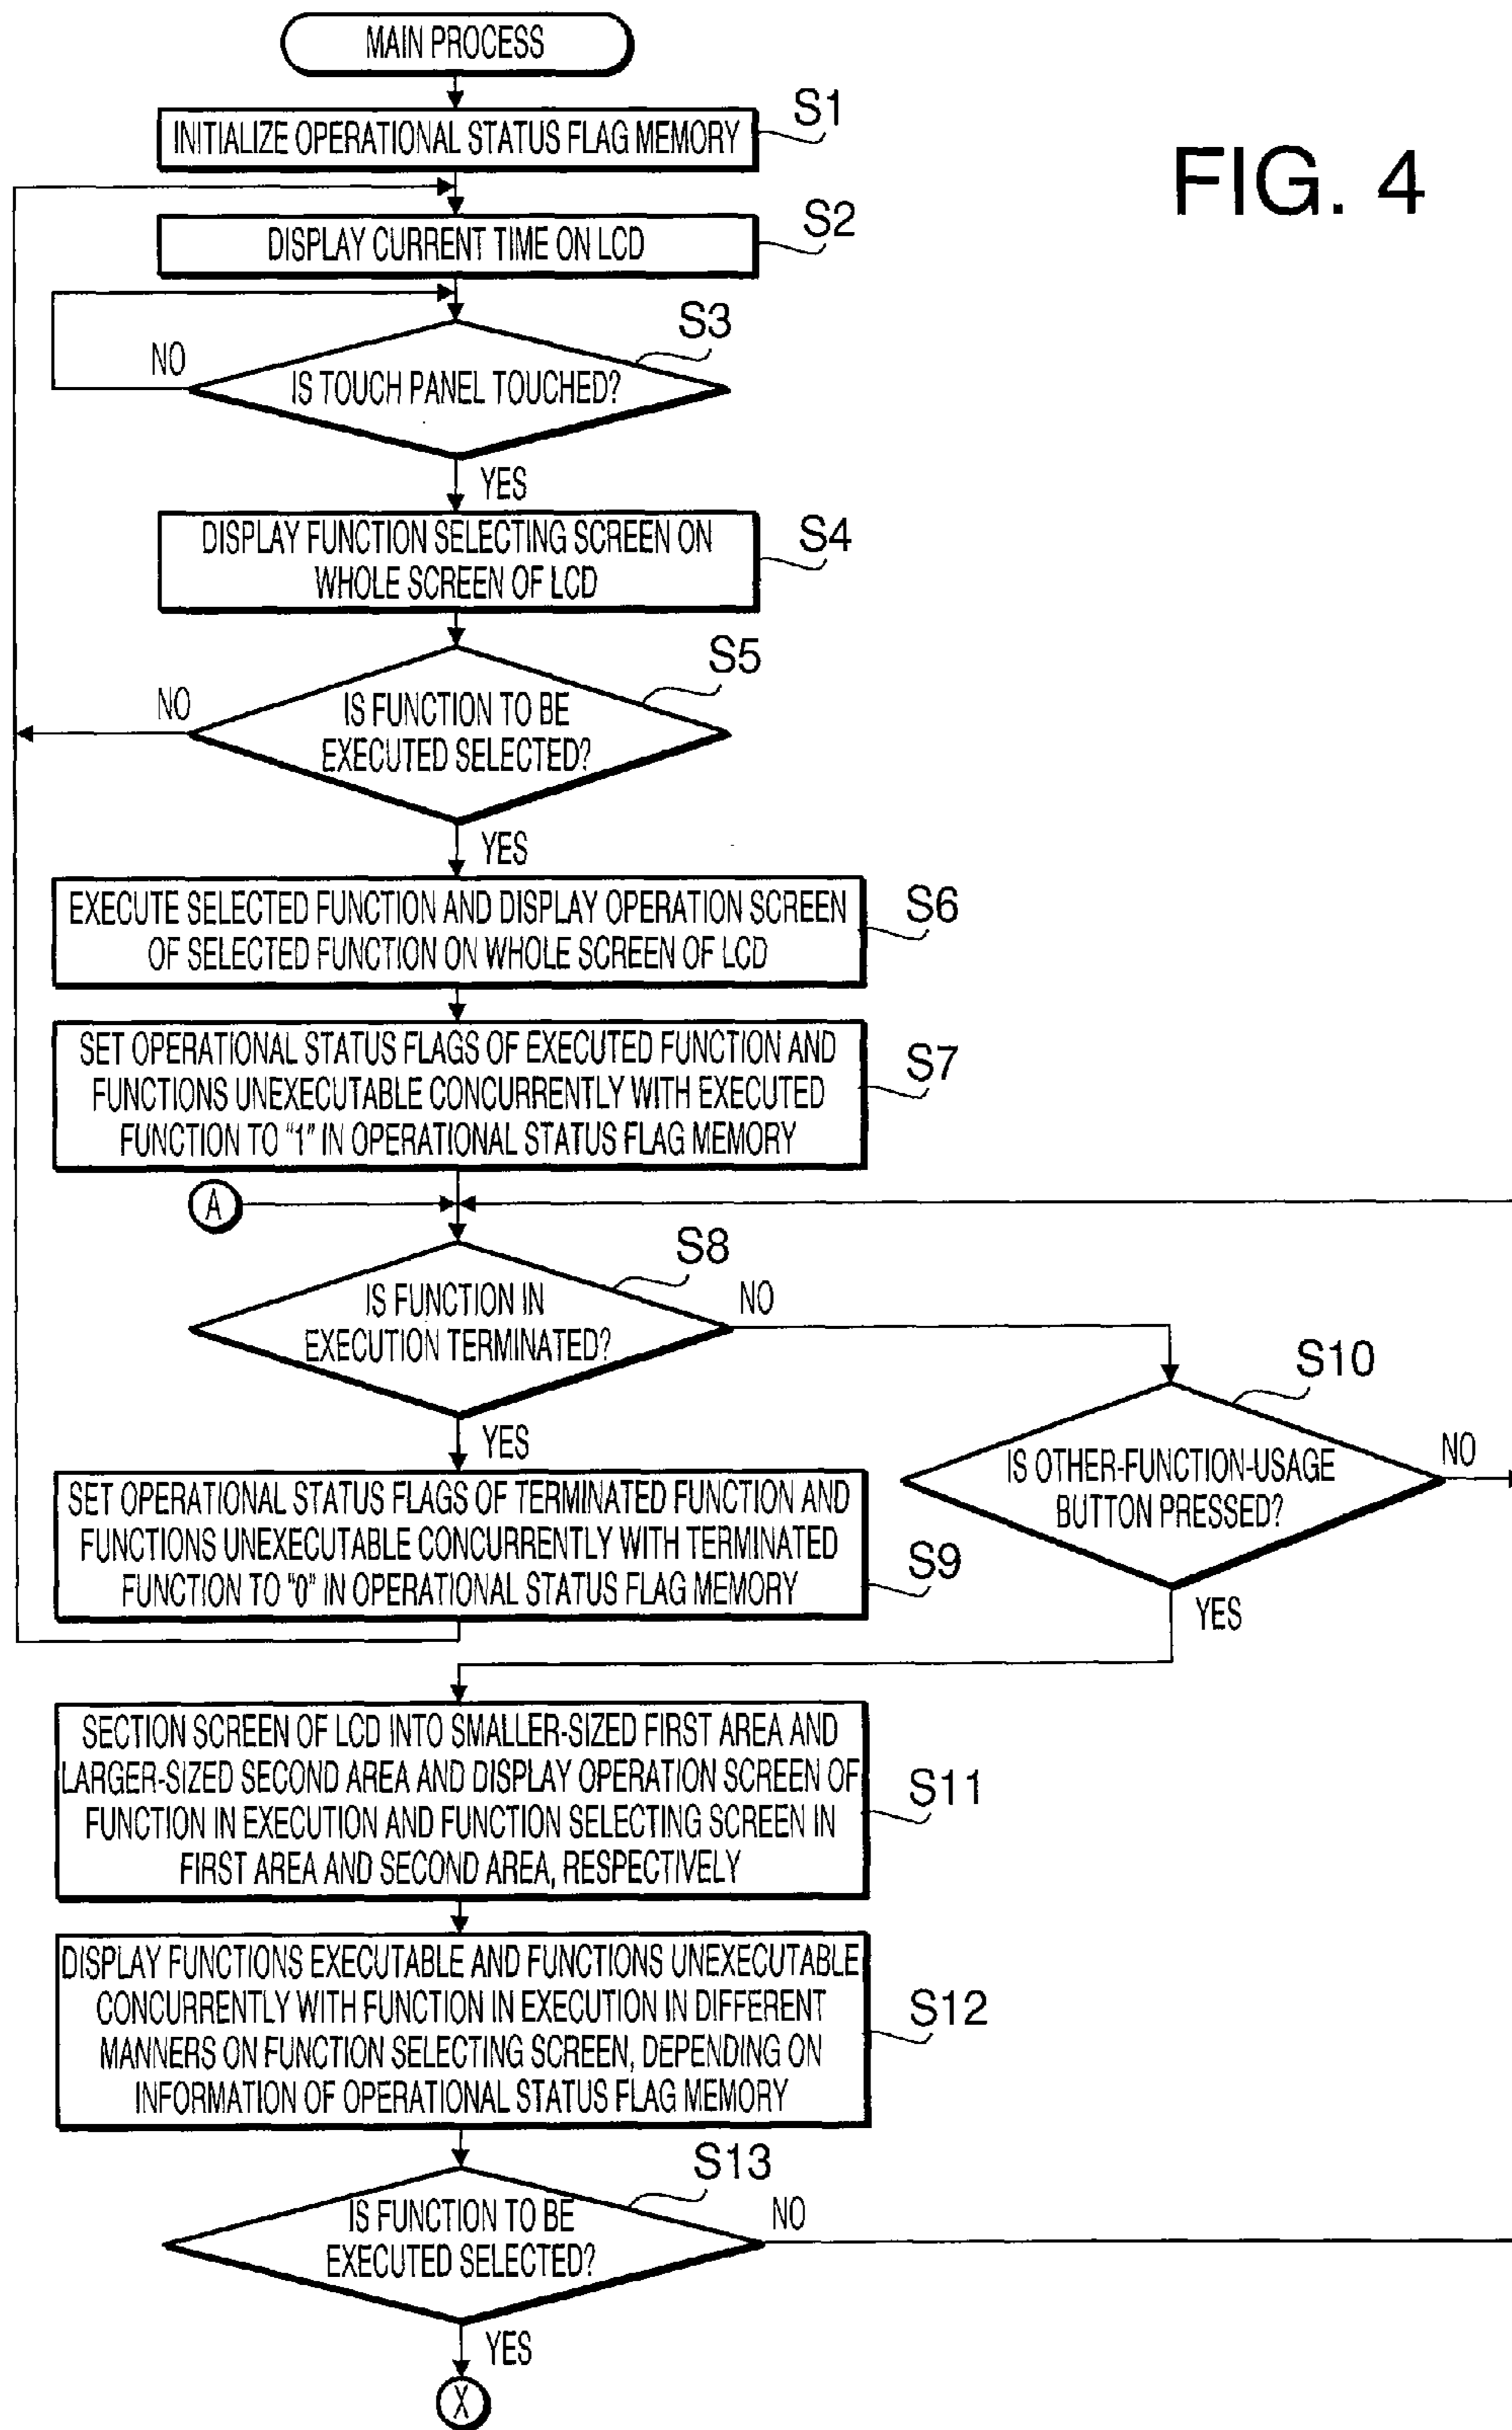 MAIN PROCESS
S1
INITIALIZE OPERATIONAL STATUS FLAG MEMORY
FIG. 4
S2
DISPLAY CURRENT TIME ON LCD
S3
NO
IS TOUCH PANEL TOUCHED?
YES
DISPLAY FUNCTION SELECTING SCREEN ON
WHOLE SCREEN OF LCD
S4
S5
NO
IS FUNCTION TO BE
EXECUTED SELECTED?
YES
EXECUTE SELECTED FUNCTION AND DISPLAY OPERATION SCREEN
OF SELECTED FUNCTION ON WHOLE SCREEN OF LCD
S6
SET OPERATIONAL STATUS FLAGS OF EXECUTED FUNCTION AND
FUNCTIONS UNEXECUTABLE CONCURRENTLY WITH EXECUTED
FUNCTION TO "1" IN OPERATIONAL STATUS FLAG MEMORY
S7
A
S8
IS FUNCTION IN
EXECUTION TERMINATED?
NO
S10
IS OTHER-FUNCTION-USAGE
BUTTON PRESSED?
NO
YES
YES
SET OPERATIONAL STATUS FLAGS OF TERMINATED FUNCTION AND
FUNCTIONS UNEXECUTABLE CONCURRENTLY WITH TERMINATED
FUNCTION TO "0" IN OPERATIONAL STATUS FLAG MEMORY
S9
SECTION SCREEN OF LCD INTO SMALLER-SIZED FIRST AREA AND
LARGER-SIZED SECOND AREA AND DISPLAY OPERATION SCREEN OF
FUNCTION IN EXECUTION AND FUNCTION SELECTING SCREEN IN
FIRST AREA AND SECOND AREA, RESPECTIVELY
S11
DISPLAY FUNCTIONS EXECUTABLE AND FUNCTIONS UNEXECUTABLE
CONCURRENTLY WITH FUNCTION IN EXECUTION IN DIFFERENT
MANNERS ON FUNCTION SELECTING SCREEN, DEPENDING ON
INFORMATION OF OPERATIONAL STATUS FLAG MEMORY
S12
S13
IS FUNCTION TO BE
EXECUTED SELECTED?
NO
YES
X